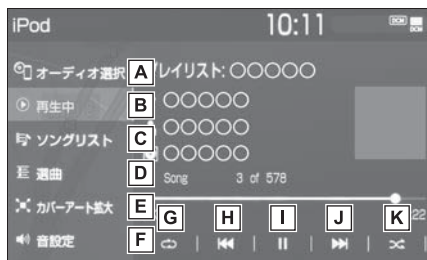 iPod 10:11 DCM
オーディオ選択 A レイリスト: ○○○○○
再生中 B ○○○○○
ソングリスト C ○○○○○
○○○○○
選曲 D Song 3 of 578
カバーアート拡大 E 22
G H I J K
音設定 F